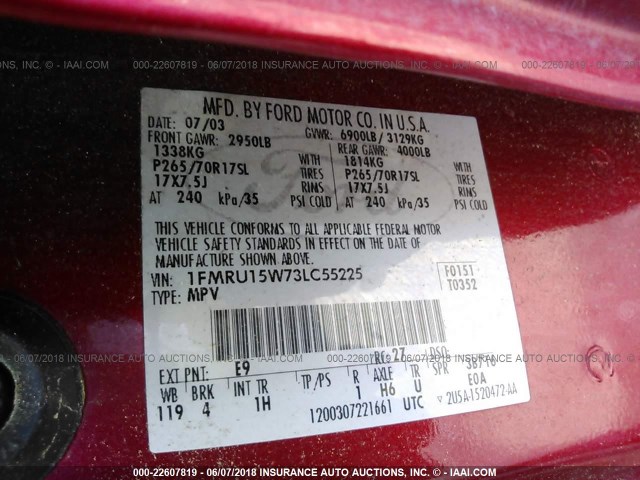 000-22607819 - 06/07/2018 - INSURANCE AUTO AUCTIONS, INC. - ©IAAI.COM
MFD. BY FORD MOTOR CO. IN U.S.A.
DATE: 07/03 GVWR: 6900LB/ 3129KG
FRONT GAWR: 2950LB REAR GAWR: 4000LB
1338KG WITH 1814KG WITH
P265/70R17SL TIRES P265/70R17SL TIRES
17X7.5J RIMS 17X7.5J RIMS
AT 240 kPa/35 PSI COLD AT 240 kPa/35 PSI COLD
THIS VEHICLE CONFORMS TO ALL APPLICABLE FEDERAL MOTOR
VEHICLE SAFETY STANDARDS IN EFFECT ON THE DATE OF
MANUFACTURE SHOWN ABOVE.
VIN: 1FMRU15W73LC55225 F0151
TYPE: MPV T0352
EXT PNT: E9 RC: 27 DSO:
WB BRK INT TR TP/PS R AXLE TR SPR
119 4 1H 1 H6 U EOA
1200307221661 UTC 2U5A-1520472-AA
000-22607819 - 06/07/2018 - INSURANCE AUTO AUCTIONS, INC. - ©IAAI.COM